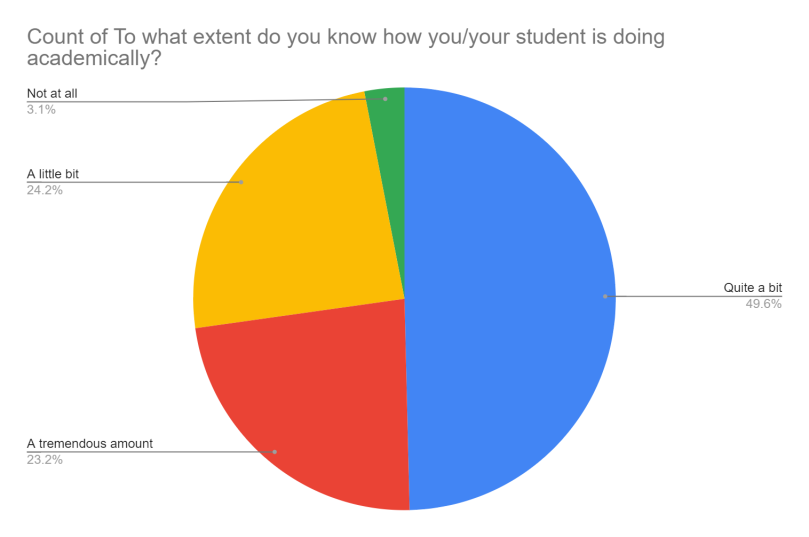 Count of To what extent do you know how you/your student is doing
academically?
Not at all
3.1%
A little bit
24.2%
Quite a bit
49.6%
A tremendous amount
23.2%